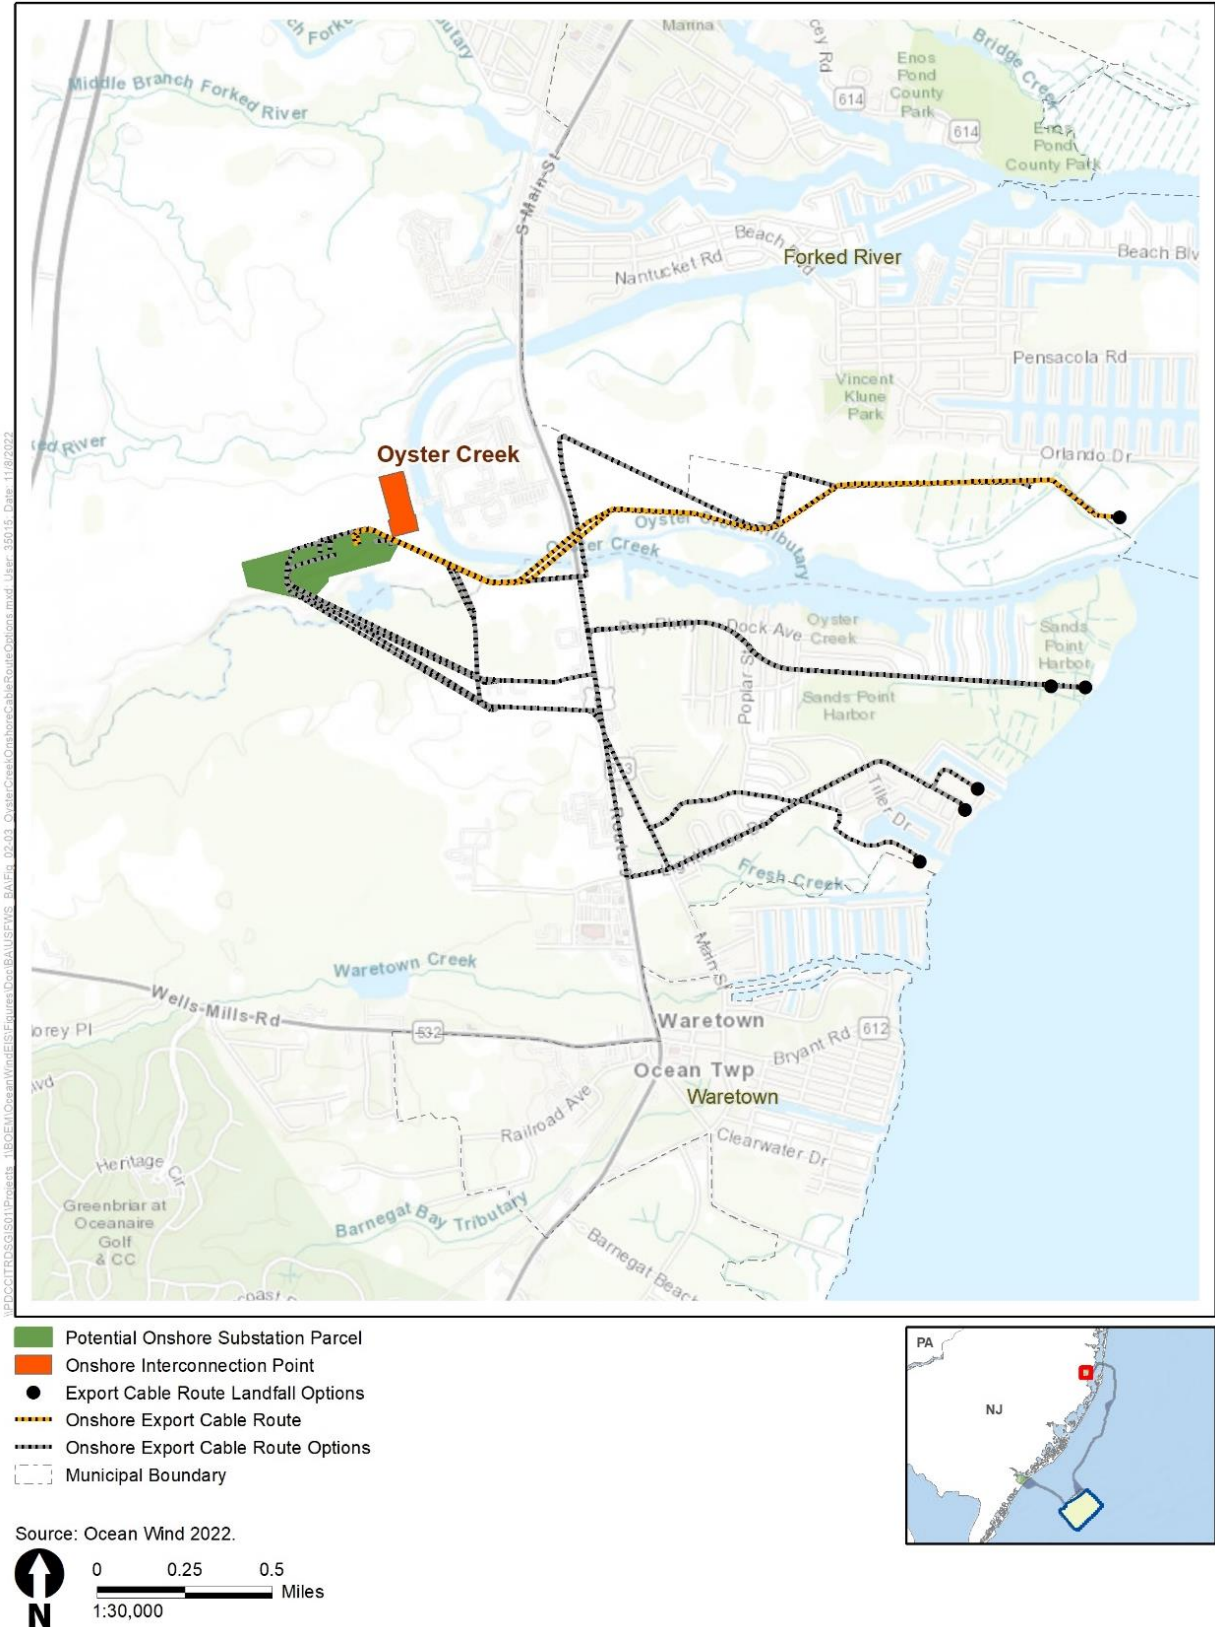 Marina
Middle Branch Forked River
Bridge Creek
Enos
Pond
County
Park
614
614
Enos
Pond
County Park
S-Main-St
Beach Blvd
Forked River
Nantucket Rd
Beach Blv
Pensacola Rd
Vincent
Klune
Park
Orlando Dr
Oyster Creek
Oyster Creek Tributary
Oyster Creek
Dock Ave
Oyster
Creek
Sands
Point
Harbor
Poplar St
Sands Point
Harbor
Tiller Dr
Fresh Creek
Main St
Waretown Creek
Wells-Mills-Rd
532
Waretown
612
Bryant Rd
Ocean Twp
Waretown
Railroad Ave
Clearwater Dr
Heritage Cir
Greenbriar at
Oceanaire
Golf
& CC
Barnegat Bay Tributary
Barnegat Beach
Potential Onshore Substation Parcel
Onshore Interconnection Point
Export Cable Route Landfall Options
Onshore Export Cable Route
Onshore Export Cable Route Options
Municipal Boundary
PA
NJ
Source: Ocean Wind 2022.
0 0.25 0.5
Miles
1:30,000
N